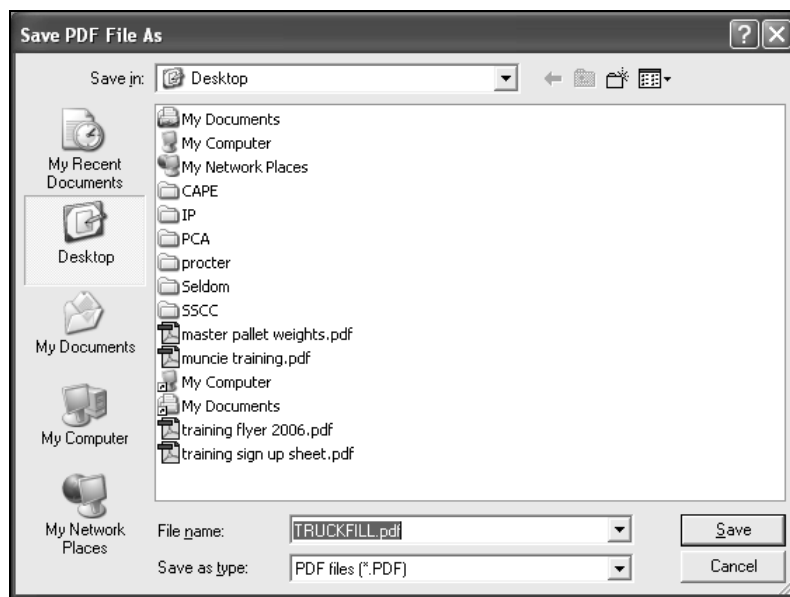 Save PDF File As
Save in: Desktop
My Recent
Documents
Desktop
My Documents
My Computer
My Network
Places
My Documents
My Computer
My Network Places
CAPE
IP
PCA
procter
Seldom
SSCC
master pallet weights.pdf
muncie training.pdf
My Computer
My Documents
training flyer 2006.pdf
training sign up sheet.pdf
File name: TRUCKFILL.pdf Save
Save as type: PDF files (*.PDF) Cancel